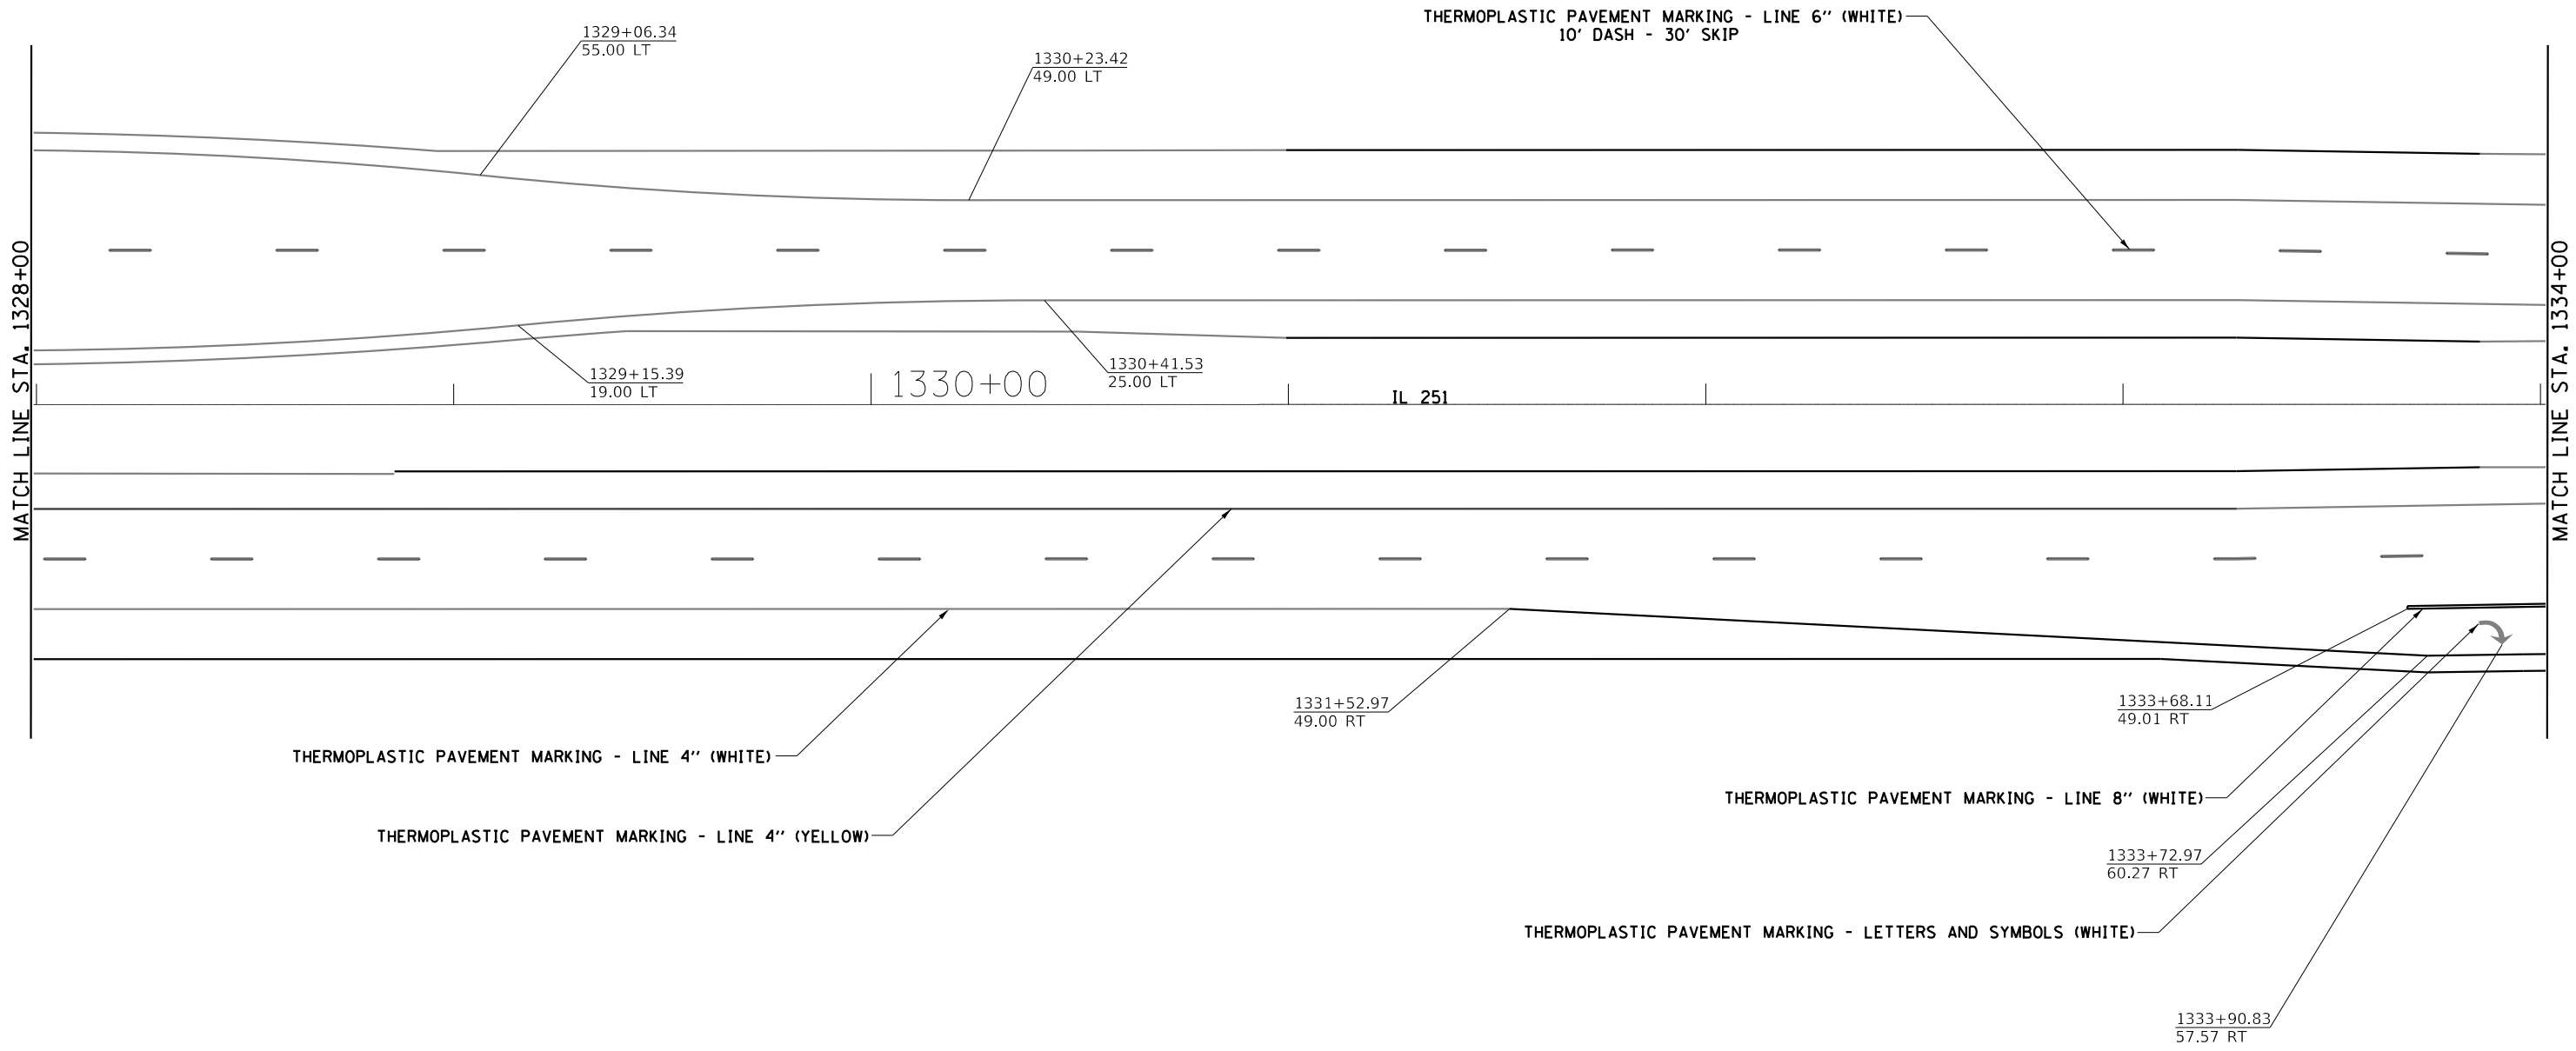 THERMOPLASTIC PAVEMENT MARKING - LINE 6" (WHITE)
10' DASH - 30' SKIP
1329+06.34
55.00 LT
1330+23.42
49.00 LT
MATCH LINE STA. 1328+00
MATCH LINE STA. 1334+00
1329+15.39
19.00 LT
1330+00
1330+41.53
25.00 LT
IL 251
1331+52.97
49.00 RT
1333+68.11
49.01 RT
THERMOPLASTIC PAVEMENT MARKING - LINE 4" (WHITE)
THERMOPLASTIC PAVEMENT MARKING - LINE 8" (WHITE)
THERMOPLASTIC PAVEMENT MARKING - LINE 4" (YELLOW)
1333+72.97
60.27 RT
THERMOPLASTIC PAVEMENT MARKING - LETTERS AND SYMBOLS (WHITE)
1333+90.83
57.57 RT